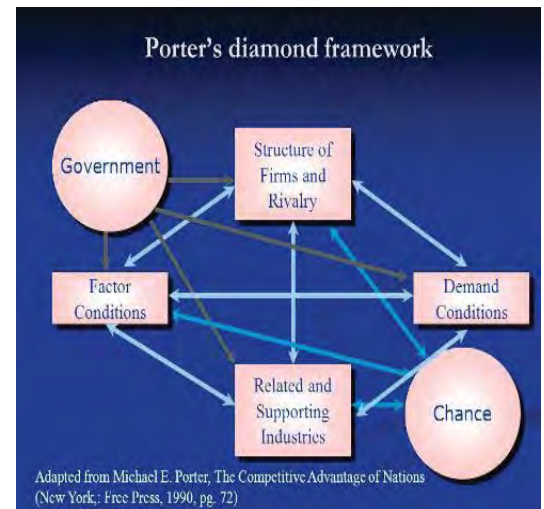 Porter's diamond framework
Government
Structure of
Firms and
Rivalry
Factor
Conditions
Demand
Conditions
Related and
Supporting
Industries
Chance
Adapted from Michael E. Porter, The Competitive Advantage of Nations
(New York,: Free Press, 1990, pg. 72)